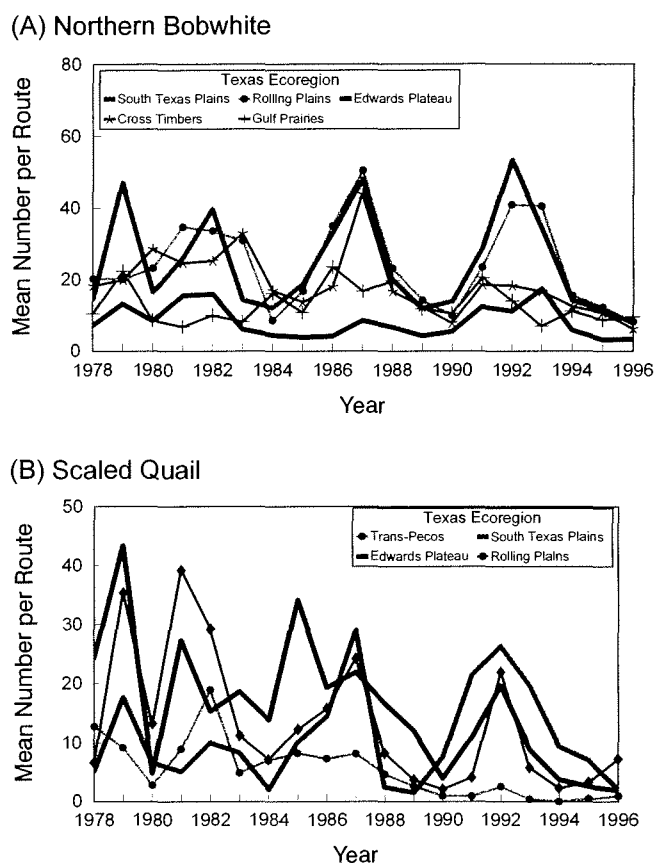 (A) Northern Bobwhite
80
60
40
20
0
Mean Number per Route
Texas Ecoregion
South Texas Plains Rolling Plains Edwards Plateau
Cross Timbers Gulf Prairies
1978 1980 1982 1984 1986 1988 1990 1992 1994 1996
Year
(B) Scaled Quail
50
40
30
20
10
0
Mean Number per Route
Texas Ecoregion
Trans-Pecos South Texas Plains
Edwards Plateau Rolling Plains
1978 1980 1982 1984 1986 1988 1990 1992 1994 1996
Year